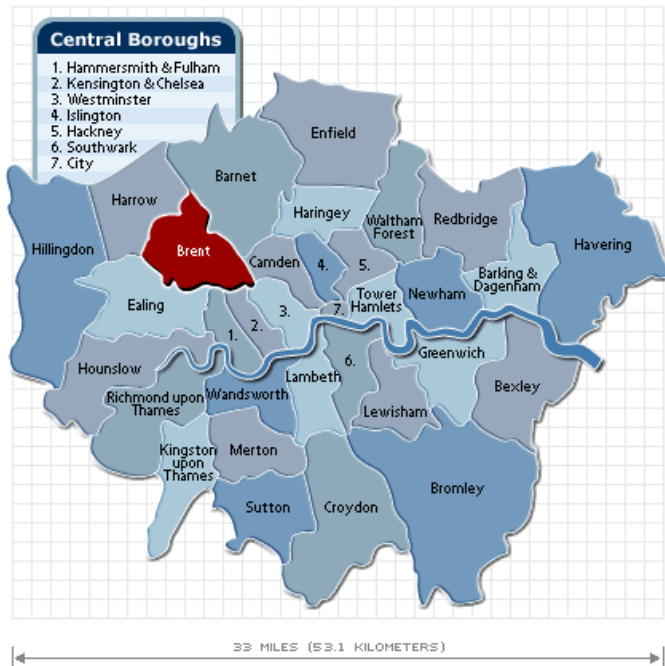 Central Boroughs
1. Hammersmith & Fulham
2. Kensington & Chelsea
3. Westminster
4. Islington
5. Hackney
6. Southwark
7. City
Enfield
Barnet
Harrow
Haringey
Waltham
Forest
Redbridge
Havering
Hillingdon
Brent
Camden
4.
5.
Barking &
Dagenham
Newham
Tower
Hamlets
Ealing
1.
2.
3.
7.
Greenwich
Hounslow
6.
Lambeth
Bexley
Richmond upon
Thames
Wandsworth
Lewisham
Kingston
upon
Thames
Merton
Bromley
Sutton
Croydon
33 MILES (53.1 KILOMETERS)